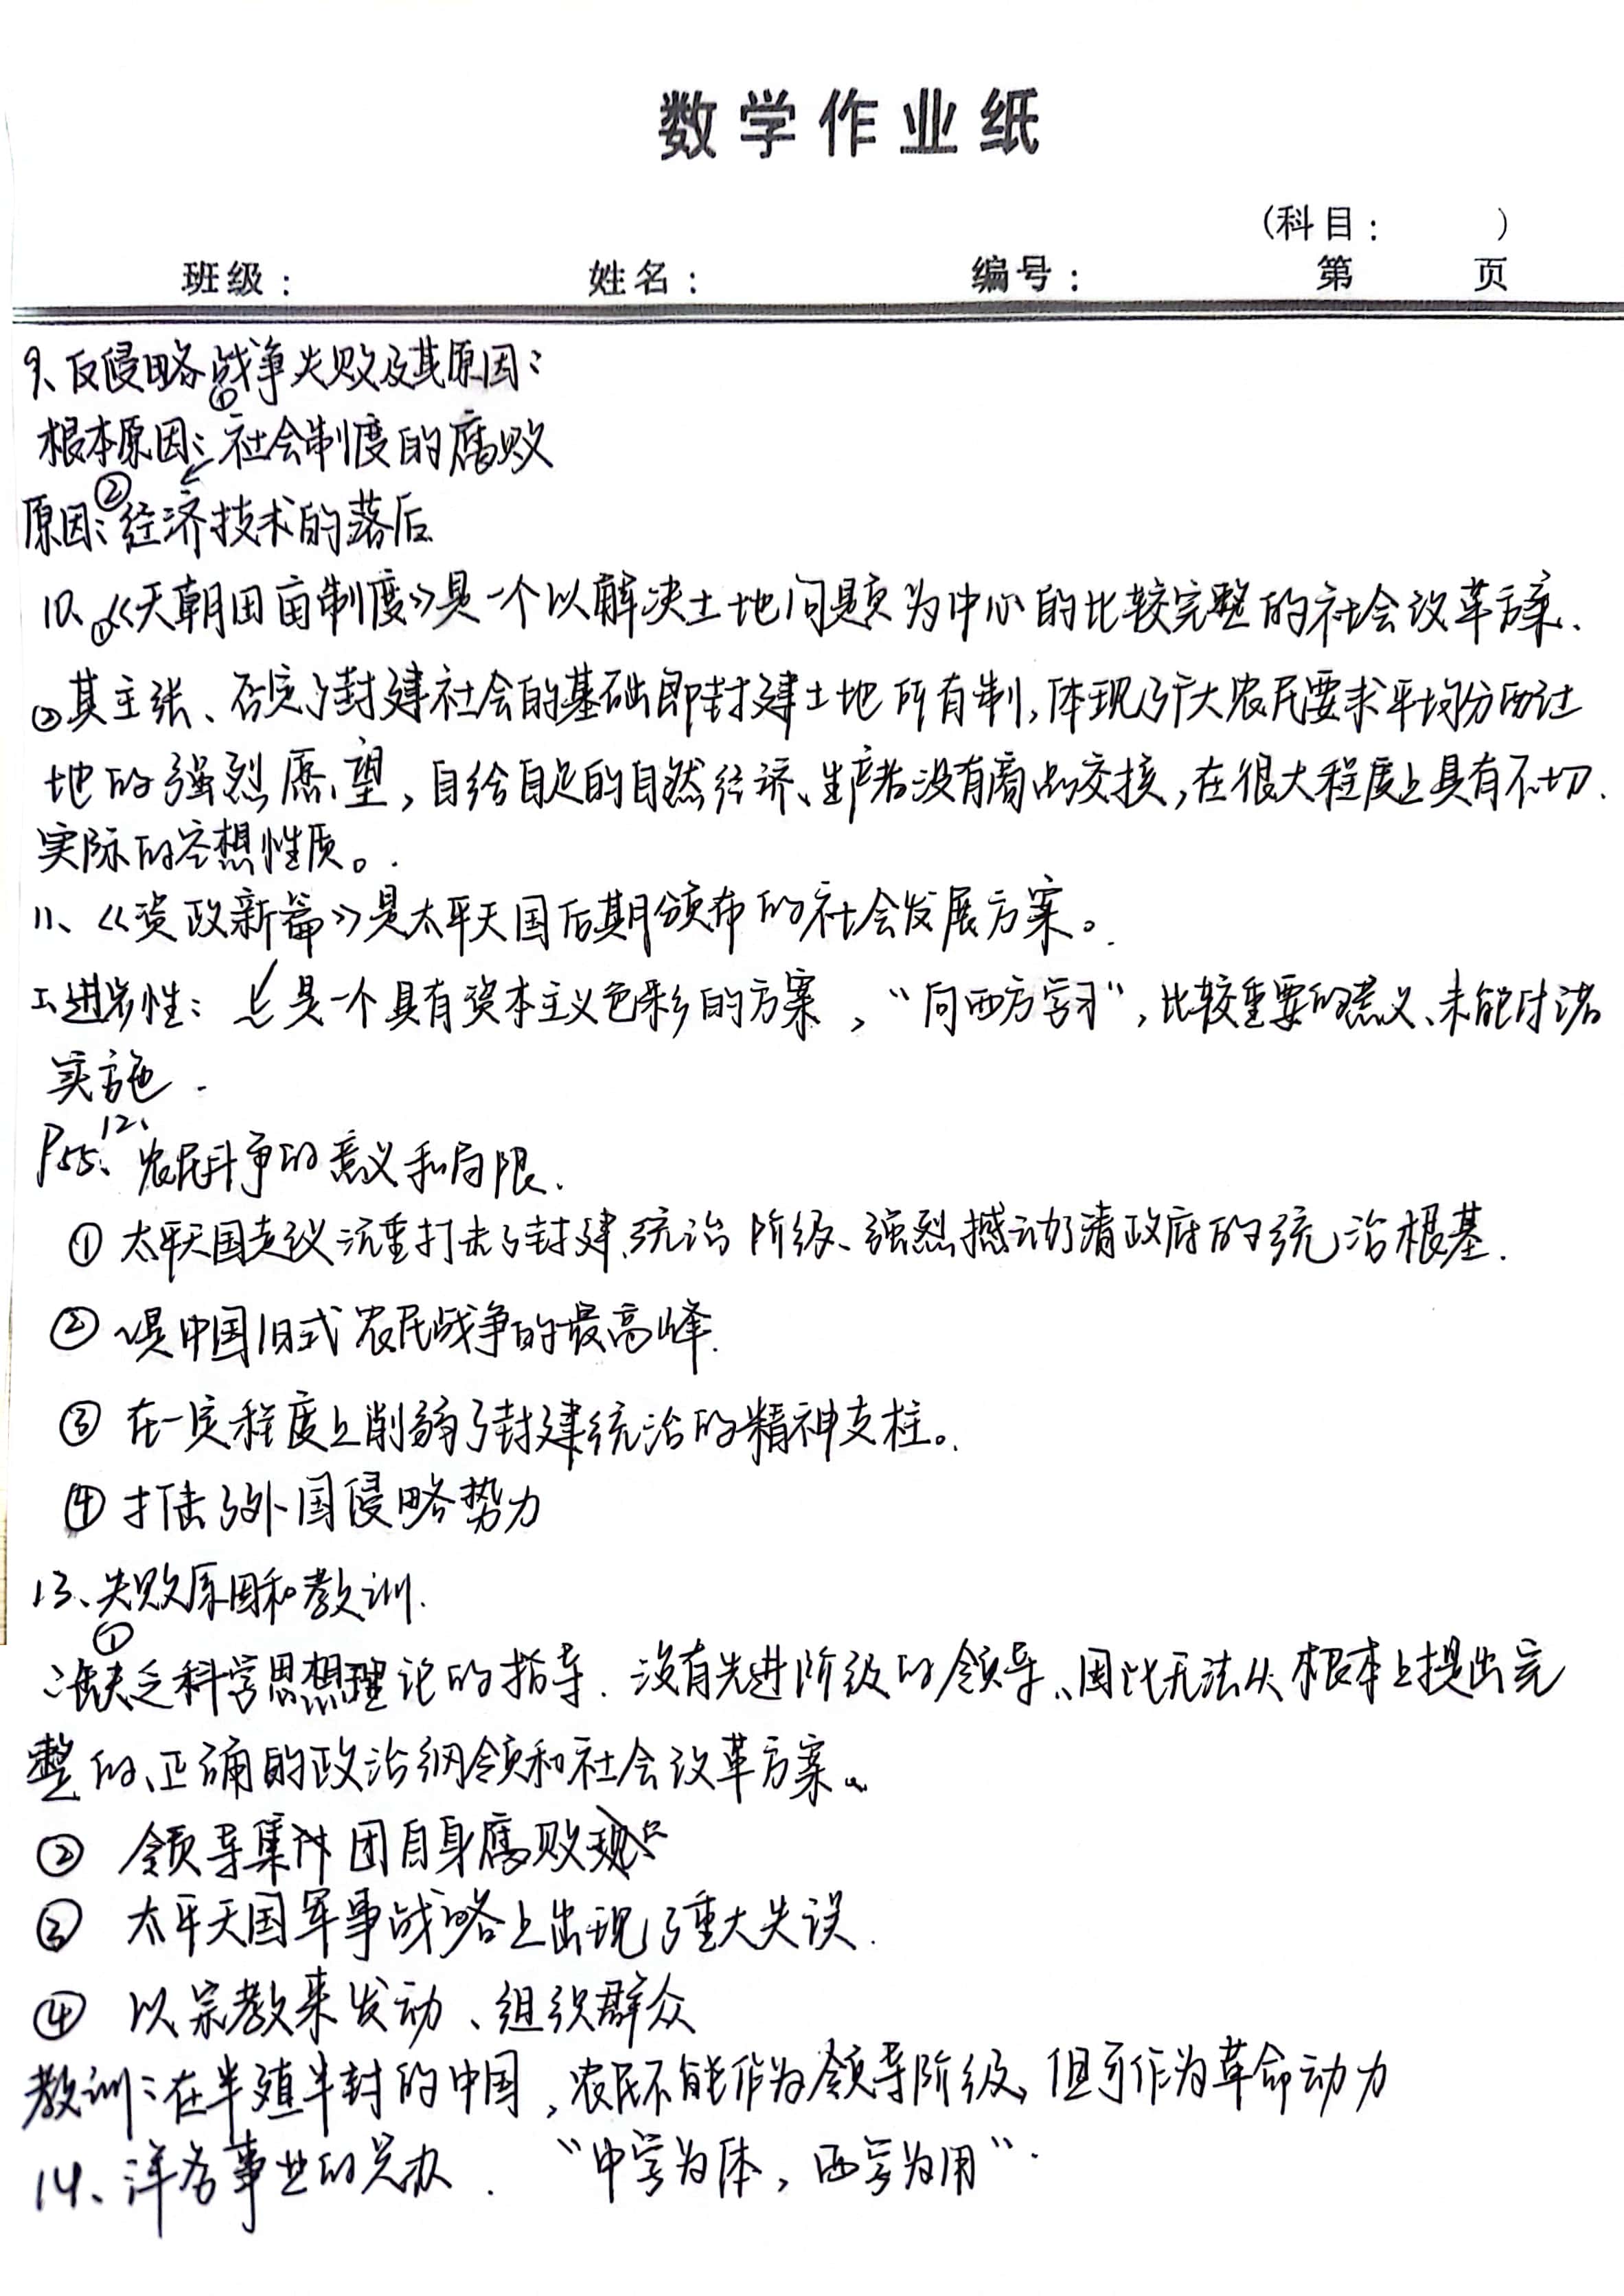 数学作业纸
(科目: )
班级: 姓名: 编号: 第 页
9、反侵略战争失败及其原因:
根本原因:①社会制度的腐败
原因:②经济技术的落后.
10、①《天朝田亩制度》是一个以解决土地问题为中心的比较完整的社会改革方案.
②其主张、否定了封建社会的基础即封建土地所有制,体现了广大农民要求平均分配土
地的强烈愿望,自给自足的自然经济、生产者没有商品交换,在很大程度上具有不切.
实际的空想性质。.
11、《资政新篇》是太平天国后期颁布的社会发展方案。.
进步性: 是一个具有资本主义色彩的方案,“向西方学习”,比较重要的意义、未能付诸
实施.
P55、12、农民斗争的意义和局限.
①太平天国起义沉重打击了封建统治阶级、强烈撼动了清政府的统治根基.
②是中国旧式农民战争的最高峰.
③在一定程度上削弱了封建统治的精神支柱。.
④打击了外国侵略势力
13、失败原因和教训.
①缺乏科学思想理论的指导.没有先进阶级的领导、因此无法从根本上提出完
整的、正确的政治纲领和社会改革方案。
②领导集团自身腐败
③太平天国军事战略上出现了重大失误.
④以宗教来发动、组织群众
教训:在半殖半封的中国,农民不能作为领导阶级,但可作为革命动力
14、洋务事业的兴办. “中学为体,西学为用”.